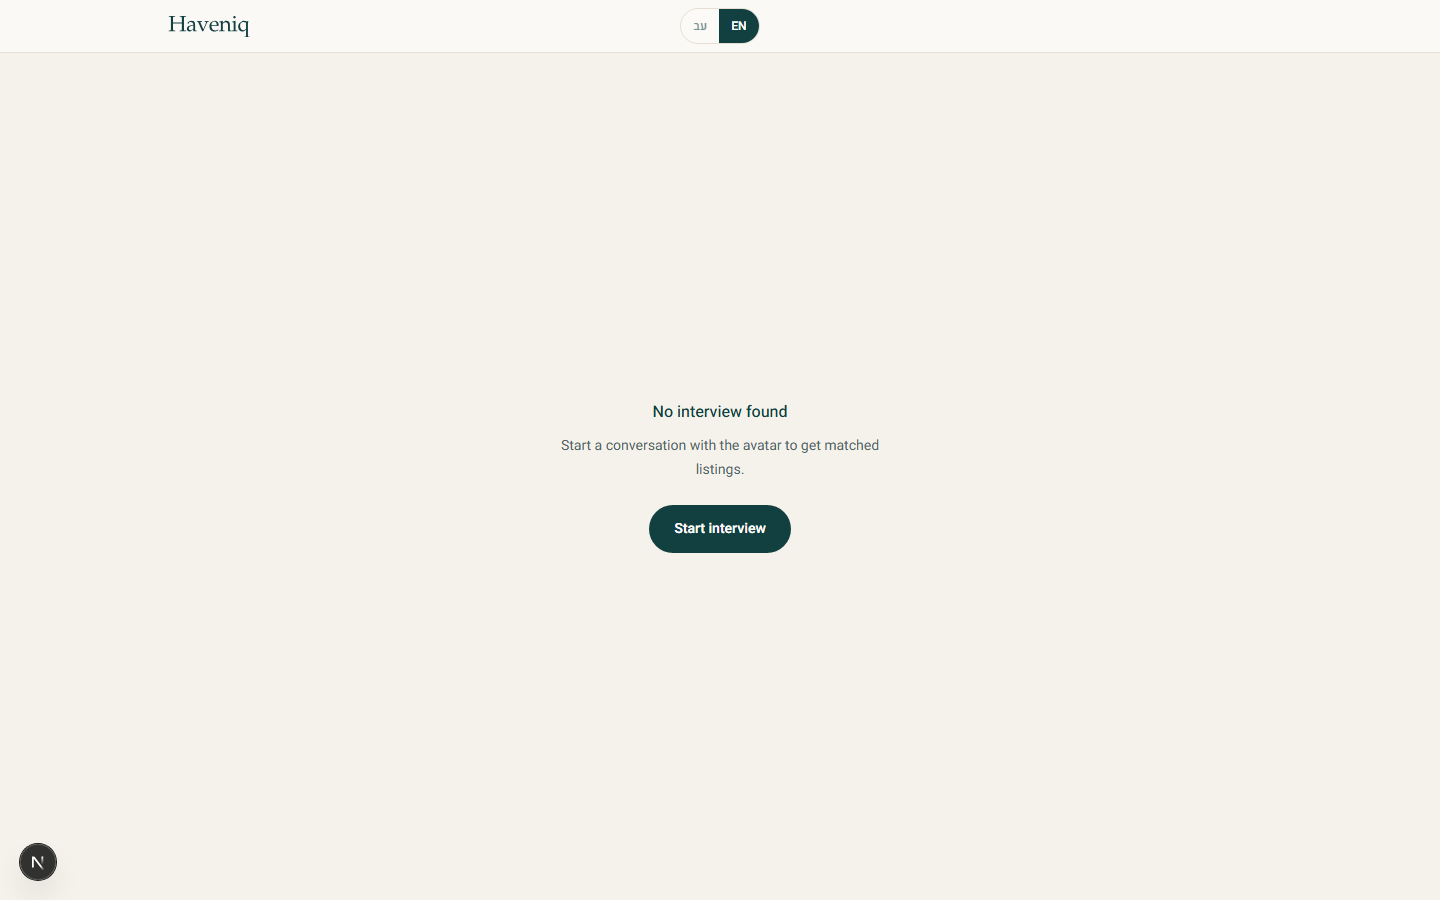 Haveniq
עב
EN
No interview found
Start a conversation with the avatar to get matched
listings.
Start interview
N